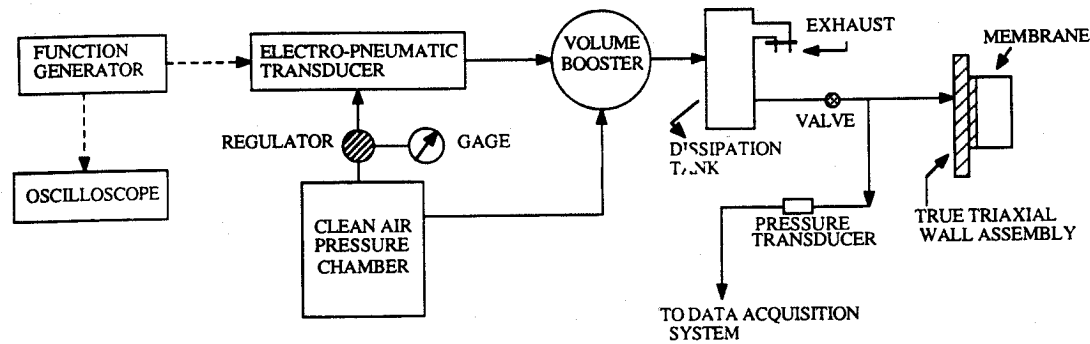 FUNCTION
GENERATOR
ELECTRO-PNEUMATIC
TRANSDUCER
VOLUME
BOOSTER
EXHAUST
MEMBRANE
REGULATOR
GAGE
VALVE
DISSIPATION
TANK
OSCILLOSCOPE
CLEAN AIR
PRESSURE
CHAMBER
PRESSURE
TRANSDUCER
TRUE TRIAXIAL
WALL ASSEMBLY
TO DATA ACQUISITION
SYSTEM